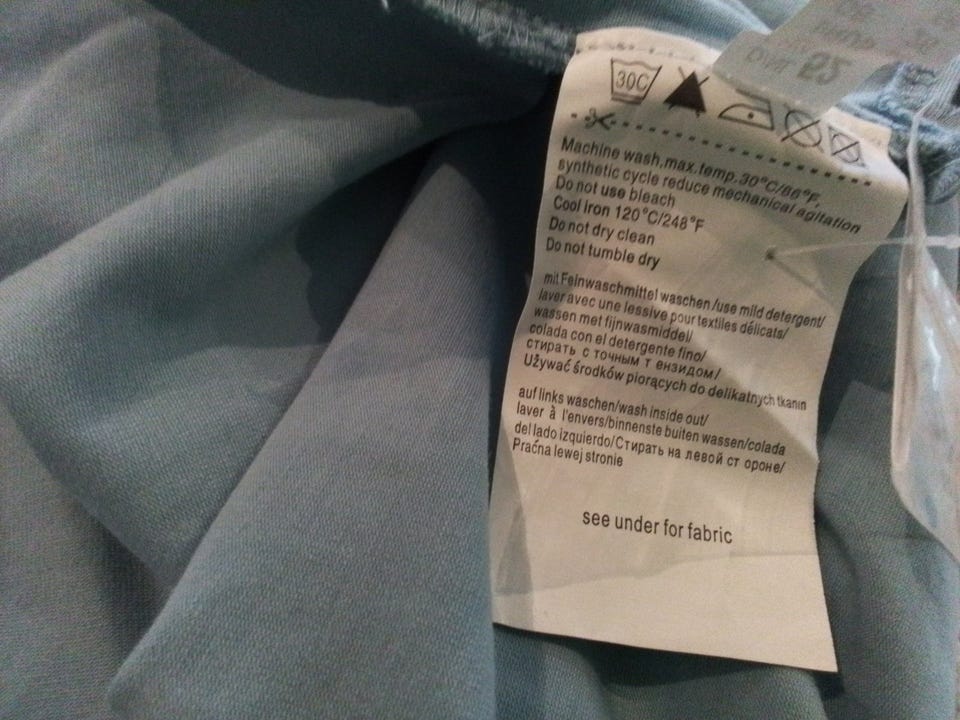 30C
Machine wash,max.temp.30°C/86°F,
synthetic cycle reduce mechanical agitation
Do not use bleach
Cool iron 120°C/248°F
Do not dry clean
Do not tumble dry
mit Feinwaschmittel waschen/use mild detergent/
laver avec une lessive pour textiles délicats/
wassen met fijnwasmiddel/
colada con el detergente fino/
стирать с точным т ензидом/
Używać środków piorących do delikatnych tkanin
auf links waschen/wash inside out/
laver à l'envers/binnenste buiten wassen/colada
del lado izquierdo/Стирать на левой ст ороне/
Praćna lewej stronie
see under for fabric